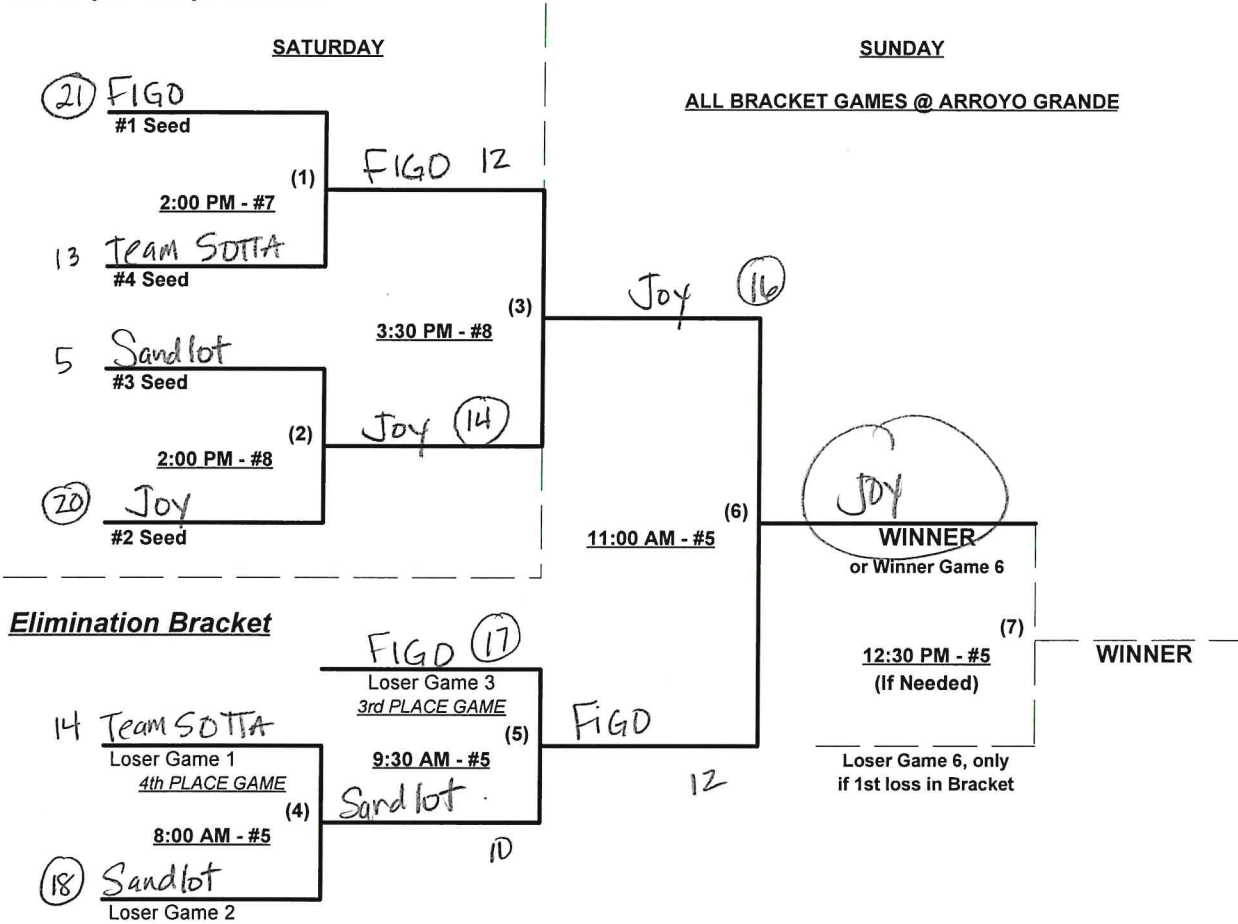 SATURDAY
SUNDAY
ALL BRACKET GAMES @ ARROYO GRANDE
21 FIGO
#1 Seed
(1)
FIGO 12
2:00 PM - #7
13 Team SOTTA
#4 Seed
Joy 16
(3)
3:30 PM - #8
5 Sandlot
#3 Seed
(2)
Joy 14
2:00 PM - #8
20 Joy
#2 Seed
(6)
11:00 AM - #5
Joy
WINNER
or Winner Game 6
Elimination Bracket
FIGO 17
Loser Game 3
3rd PLACE GAME
(7)
12:30 PM - #5
(If Needed)
WINNER
14 Team SOTTA
Loser Game 1
4th PLACE GAME
(5)
9:30 AM - #5
FIGO
12
Loser Game 6, only
if 1st loss in Bracket
(4)
Sandlot
10
8:00 AM - #5
18 Sandlot
Loser Game 2